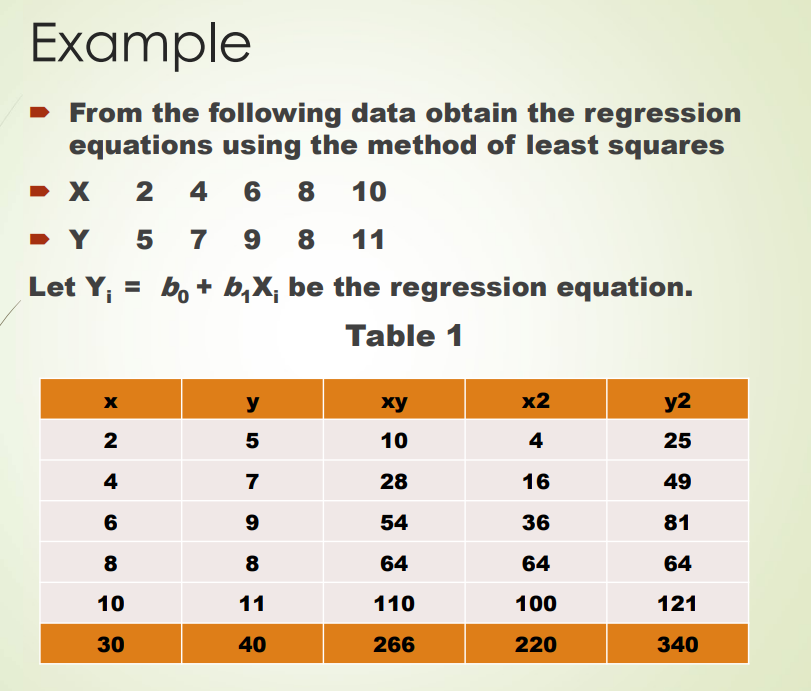 Example
From the following data obtain the regression
equations using the method of least squares
X 2 4 6 8 10
Y 5 7 9 8 11
Let Yi = b0 + b1Xi be the regression equation.
Table 1
x y xy x2 y2
2 5 10 4 25
4 7 28 16 49
6 9 54 36 81
8 8 64 64 64
10 11 110 100 121
30 40 266 220 340